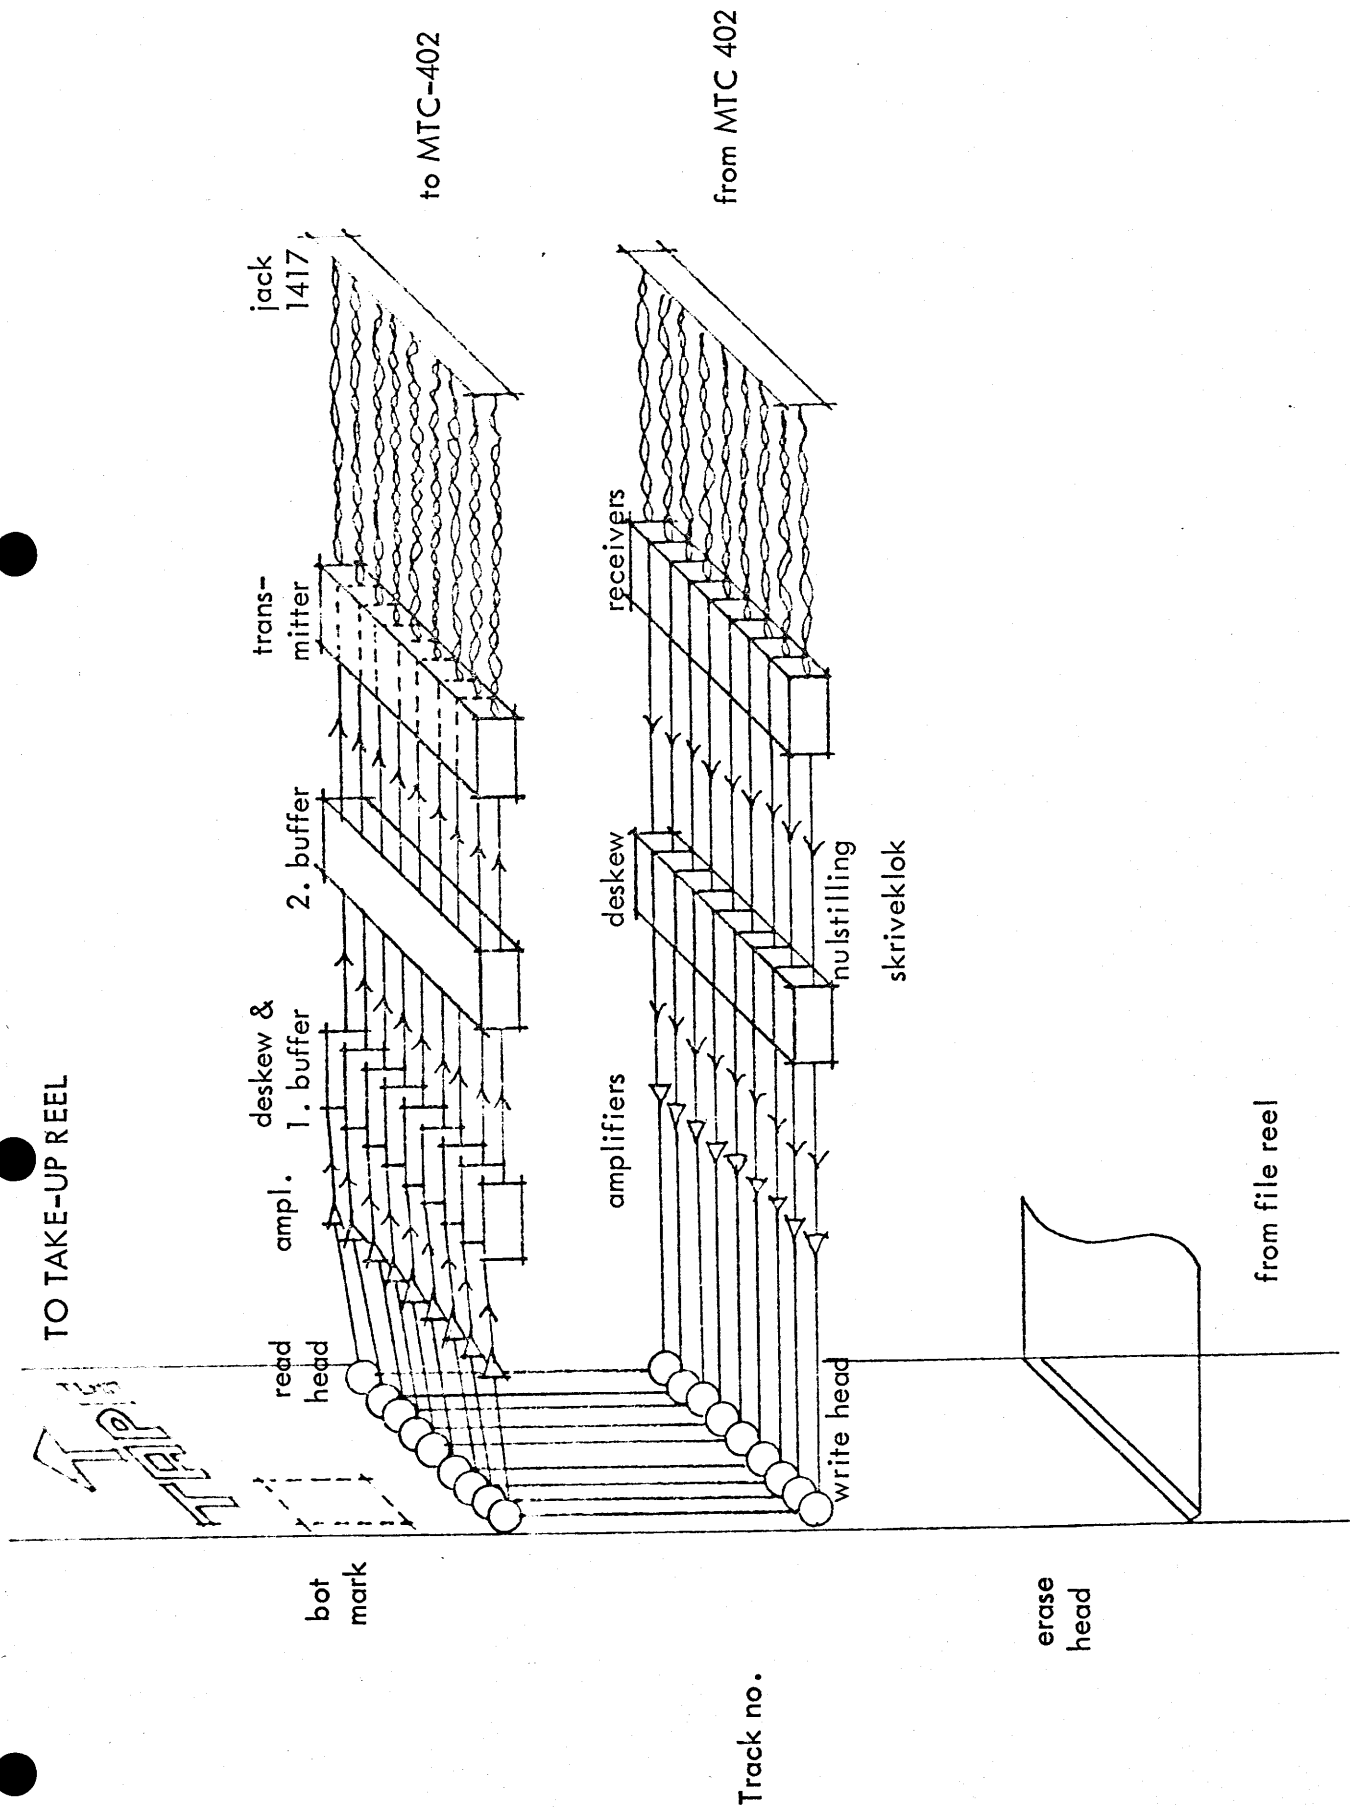 TO TAKE-UP REEL
TAPE
bot
mark
read
head
ampl.
deskew &
1. buffer
2. buffer
trans-
mitter
jack
1417
to MTC-402
Track no.
write head
amplifiers
deskew
nulstilling
skriveklok
receivers
from MTC 402
erase
head
from file reel